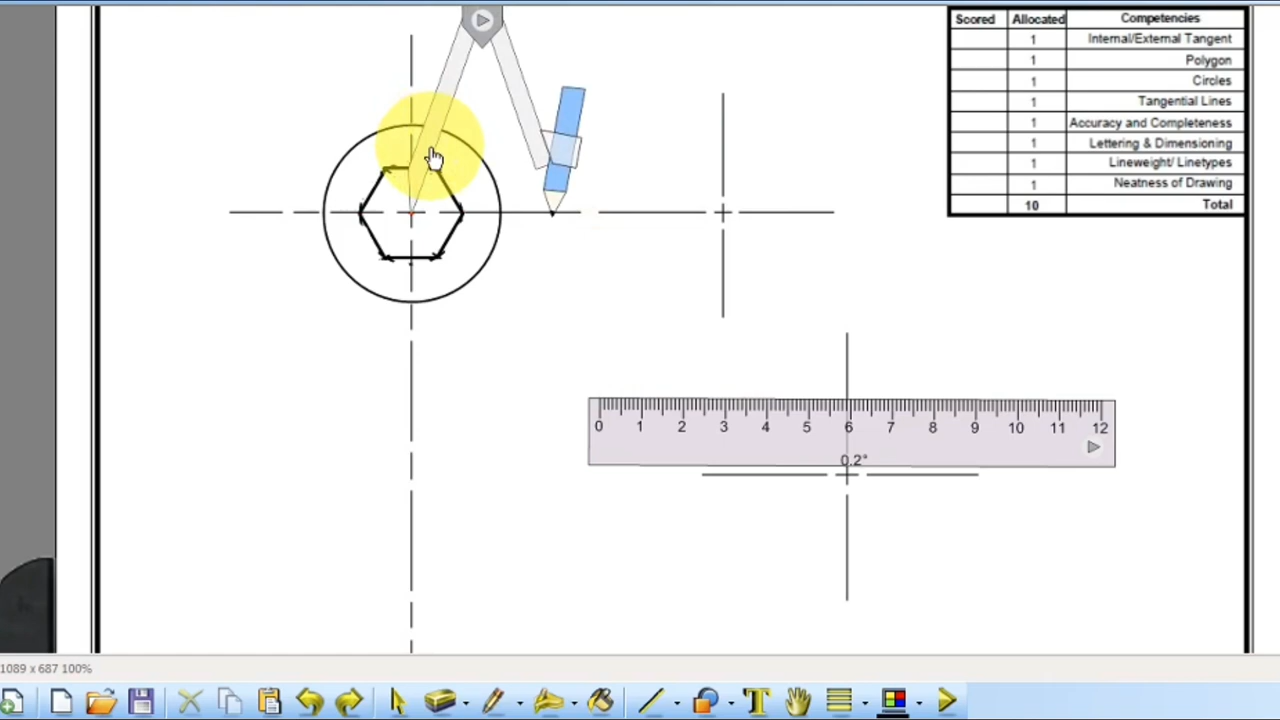 Scored Allocated Competencies
1 Internal/External Tangent
1 Polygon
1 Circles
1 Tangential Lines
1 Accuracy and Completeness
1 Lettering & Dimensioning
1 Lineweight/ Linetypes
1 Neatness of Drawing
10 Total
0 1 2 3 4 5 6 7 8 9 10 11 12
0.2°
1089 x 687 100%
T